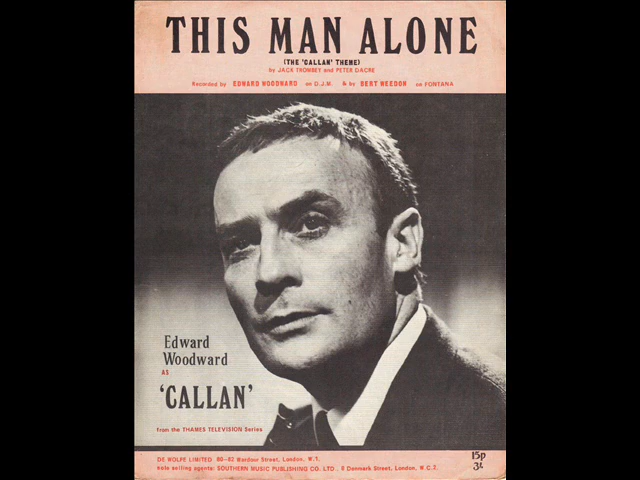 THIS MAN ALONE
(THE 'CALLAN' THEME)
by JACK TROMBEY and PETER DACRE
Recorded by EDWARD WOODWARD on D.J.M. & by BERT WEEDON on FONTANA
Edward
Woodward
AS
'CALLAN'
from the THAMES TELEVISION Series
DE WOLFE LIMITED 80-82 Wardour Street, London, W.1.
sole selling agents: SOUTHERN MUSIC PUBLISHING CO. LTD., 8 Denmark Street, London, W.C.2.
15p
3/-